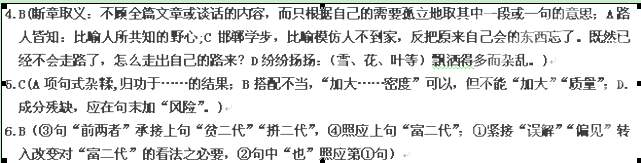 4.B(断章取义：不顾全篇文章或谈话的内容，而只根据自己的需要孤立地取其中一段或一句的意思；A路
人皆知：比喻人所共知的野心;C 邯郸学步，比喻模仿人不到家，反把原来自己会的东西忘了。既然已
经不会走路了，怎么走出自己的路来？D纷纷扬扬：（雪、花、叶等）飘洒得多而杂乱。)
5.C(A 项句式杂糅,归功于……的结果；B 搭配不当，“加大……密度”可以，但不能“加大”“质量”；D．
成分残缺，应在句末加“风险”。)
6.B（③句“前两者”承接上句“贫二代”“拼二代”，④照应上句“富二代”；①紧接“误解”“偏见”转
入改变对“富二代”的看法之必要，②句中“也”照应第①句）